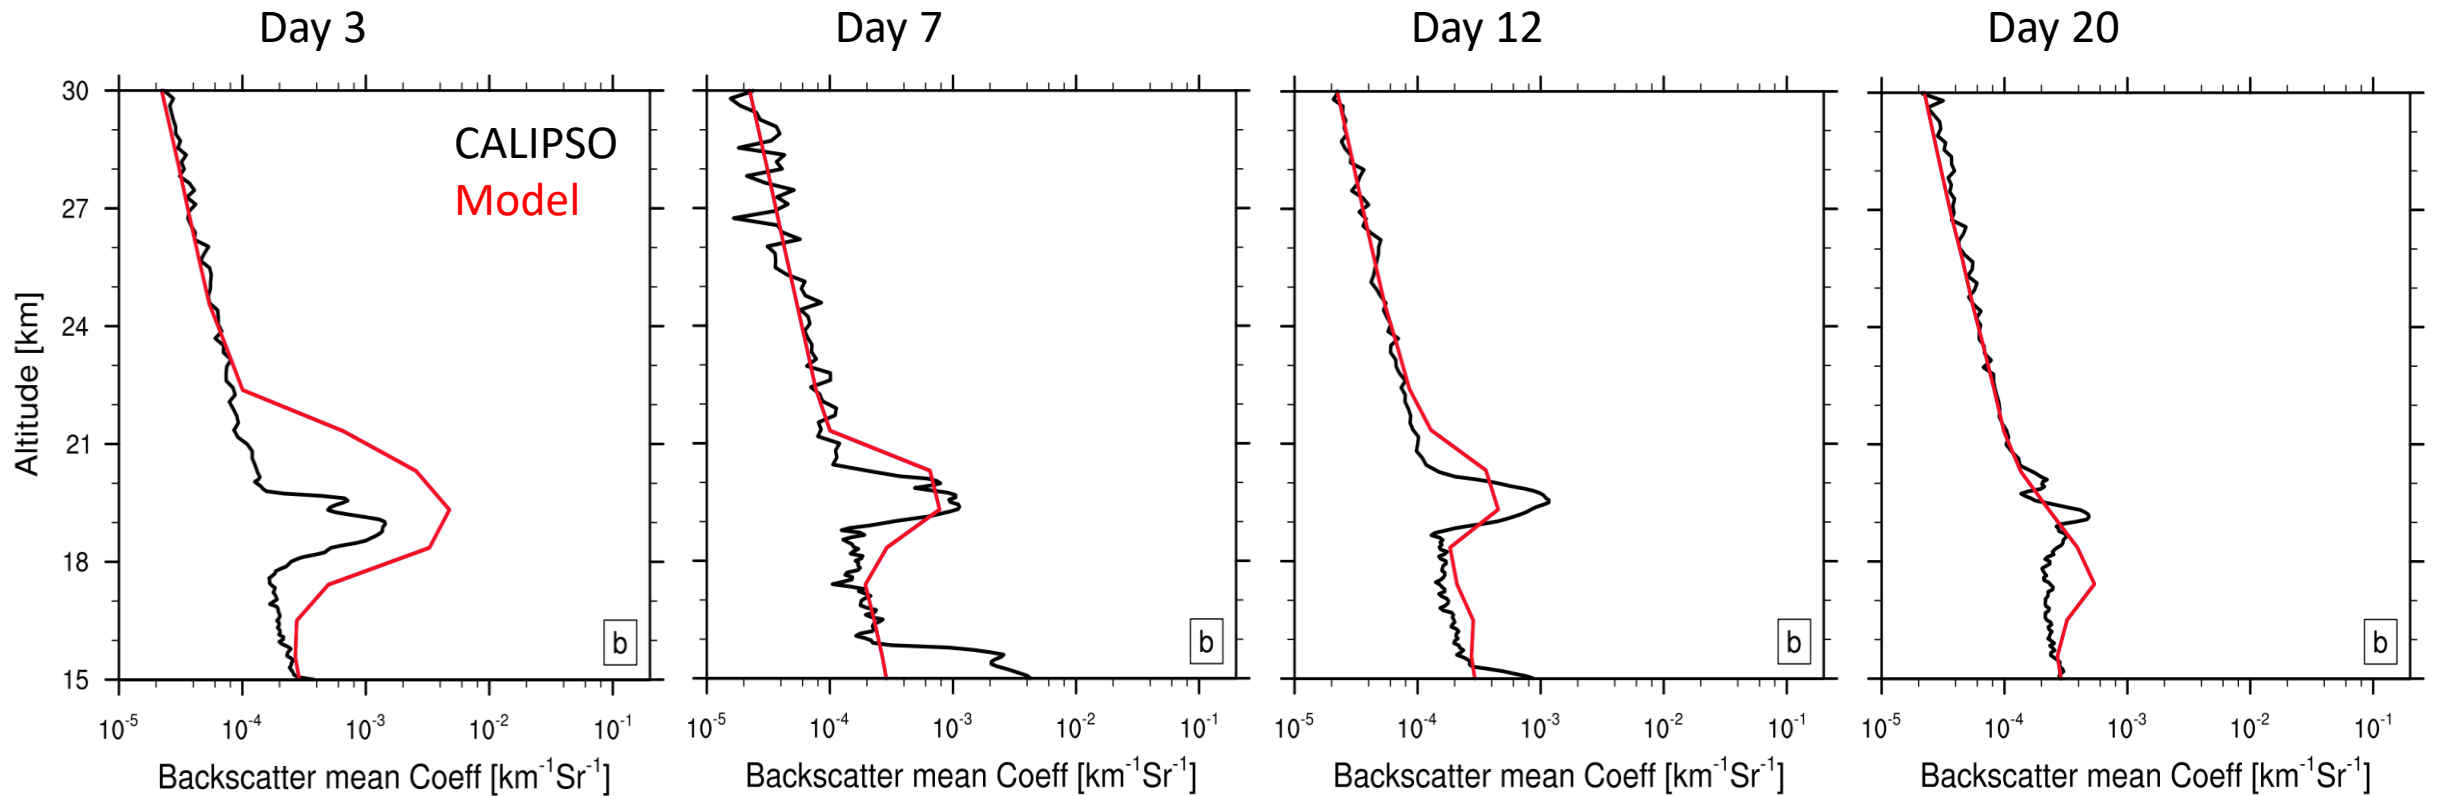 Day 3 Day 7 Day 12 Day 20
CALIPSO
Model
Altitude [km]
30
27
24
21
18
15
b b b b
10⁻⁵ 10⁻⁴ 10⁻³ 10⁻² 10⁻¹ 10⁻⁵ 10⁻⁴ 10⁻³ 10⁻² 10⁻¹ 10⁻⁵ 10⁻⁴ 10⁻³ 10⁻² 10⁻¹ 10⁻⁵ 10⁻⁴ 10⁻³ 10⁻² 10⁻¹
Backscatter mean Coeff [km⁻¹Sr⁻¹] Backscatter mean Coeff [km⁻¹Sr⁻¹] Backscatter mean Coeff [km⁻¹Sr⁻¹] Backscatter mean Coeff [km⁻¹Sr⁻¹]